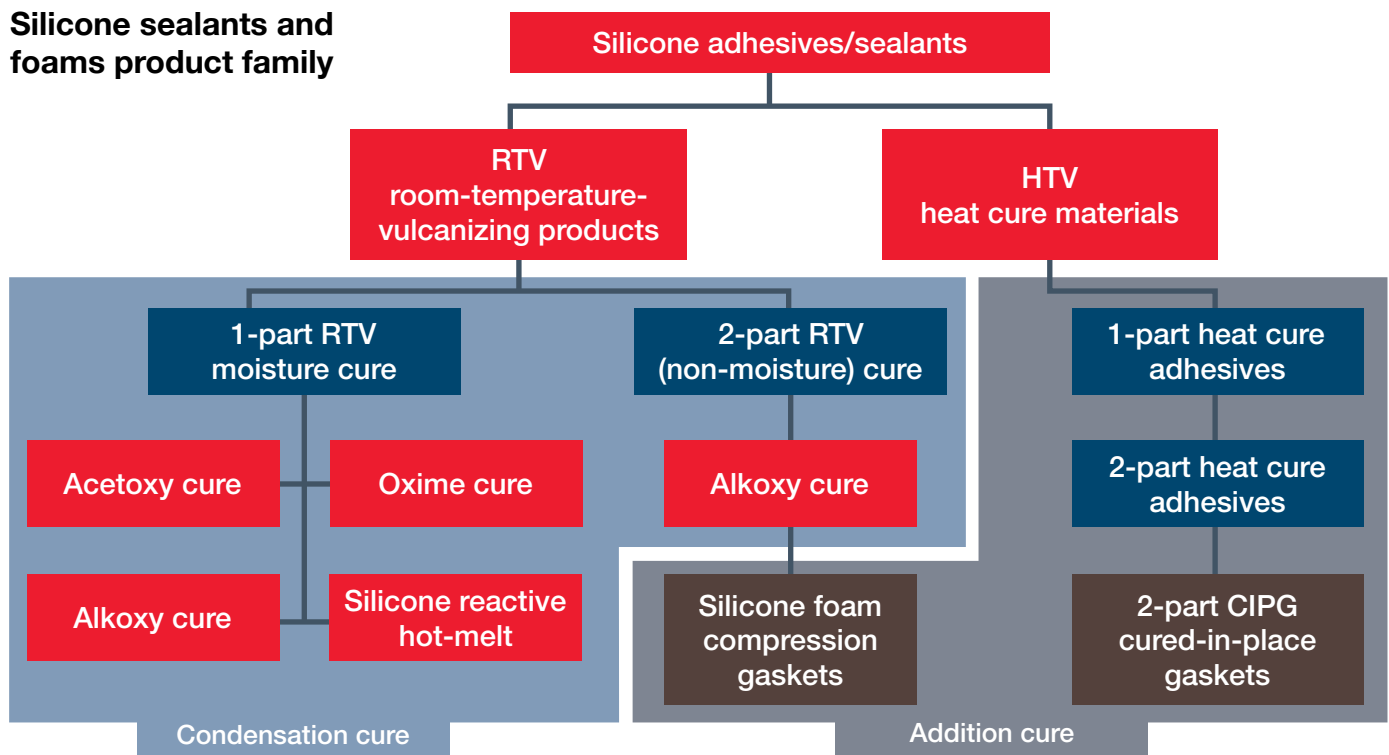 Silicone sealants and
foams product family
Silicone adhesives/sealants
RTV
room-temperature-
vulcanizing products
HTV
heat cure materials
1-part RTV
moisture cure
2-part RTV
(non-moisture) cure
1-part heat cure
adhesives
Acetoxy cure
Oxime cure
Alkoxy cure
2-part heat cure
adhesives
Alkoxy cure
Silicone reactive
hot-melt
Silicone foam
compression
gaskets
2-part CIPG
cured-in-place
gaskets
Condensation cure
Addition cure